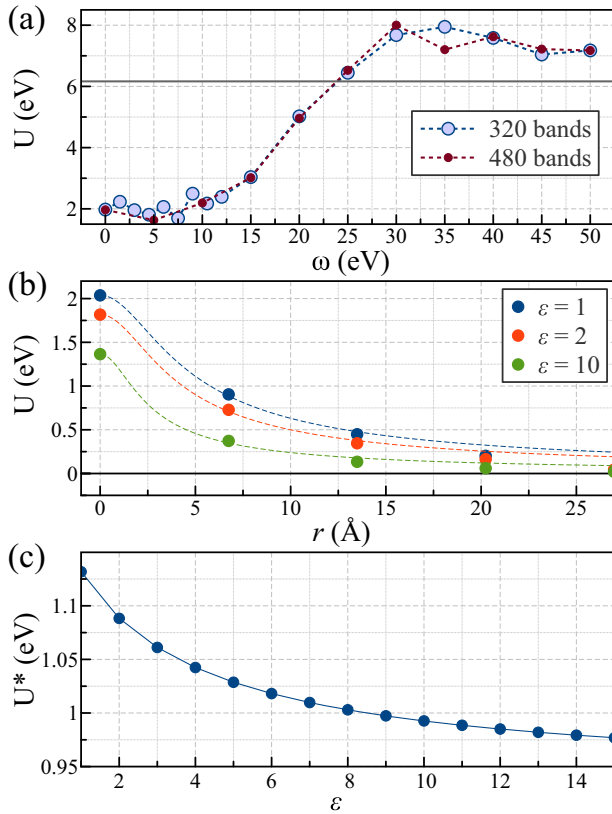 (a)
8
6
4
2
U (eV)
320 bands
480 bands
0 5 10 15 20 25 30 35 40 45 50
ω (eV)
(b)
2
1.5
1
0.5
0
U (eV)
ε = 1
ε = 2
ε = 10
0 5 10 15 20 25
r (Å)
(c)
1.1
1.05
1
0.95
U* (eV)
2 4 6 8 10 12 14
ε